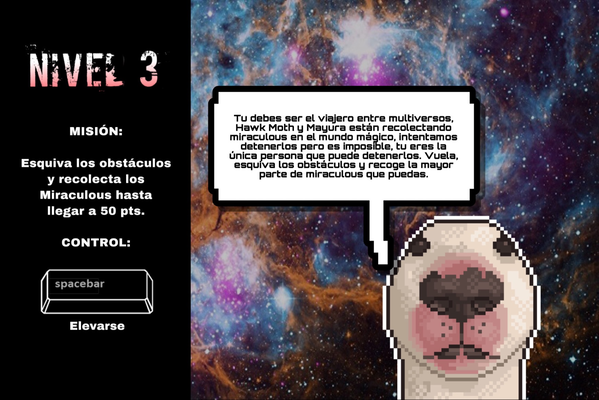 NIVEL 3
MISIÓN:
Esquiva los obstáculos
y recolecta los
Miraculous hasta
llegar a 50 pts.
CONTROL:
spacebar
Elevarse
Tu debes ser el viajero entre multiversos,
Hawk Moth y Mayura están recolectando
miraculous en el mundo mágico, intentamos
detenerlos pero es imposible, tu eres la
única persona que puede detenerlos. Vuela,
esquiva los obstáculos y recoge la mayor
parte de miraculous que puedas.